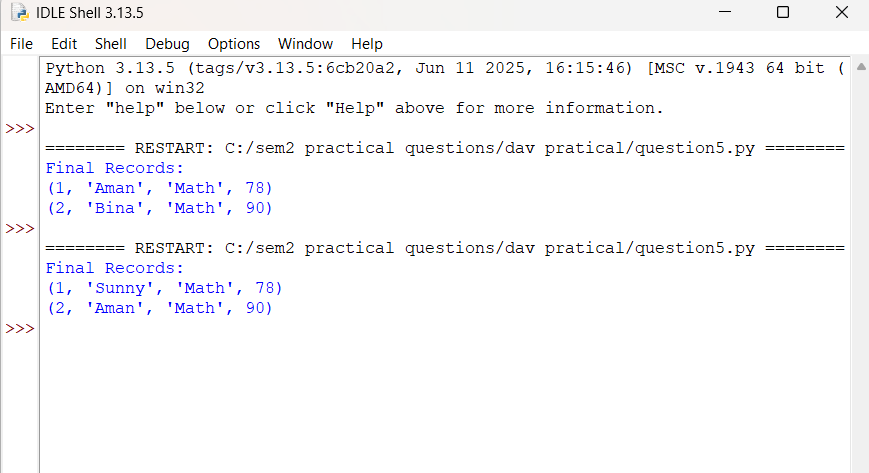 IDLE Shell 3.13.5
File Edit Shell Debug Options Window Help
Python 3.13.5 (tags/v3.13.5:6cb20a2, Jun 11 2025, 16:15:46) [MSC v.1943 64 bit (
AMD64)] on win32
Enter "help" below or click "Help" above for more information.
>>>
======== RESTART: C:/sem2 practical questions/dav pratical/question5.py ========
Final Records:
(1, 'Aman', 'Math', 78)
(2, 'Bina', 'Math', 90)
>>>
======== RESTART: C:/sem2 practical questions/dav pratical/question5.py ========
Final Records:
(1, 'Sunny', 'Math', 78)
(2, 'Aman', 'Math', 90)
>>>